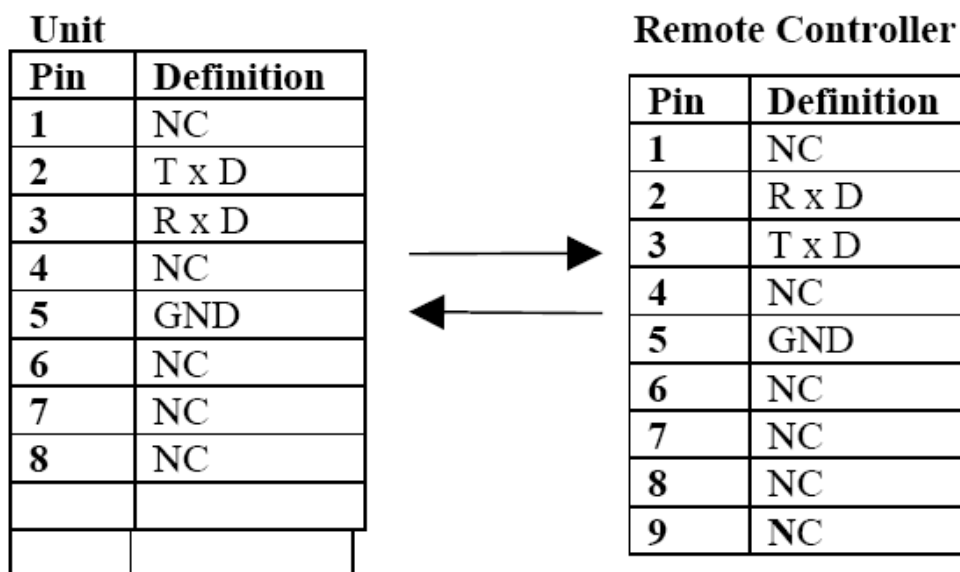 Unit
Pin Definition
1 NC
2 T x D
3 R x D
4 NC
5 GND
6 NC
7 NC
8 NC
Remote Controller
Pin Definition
1 NC
2 R x D
3 T x D
4 NC
5 GND
6 NC
7 NC
8 NC
9 NC